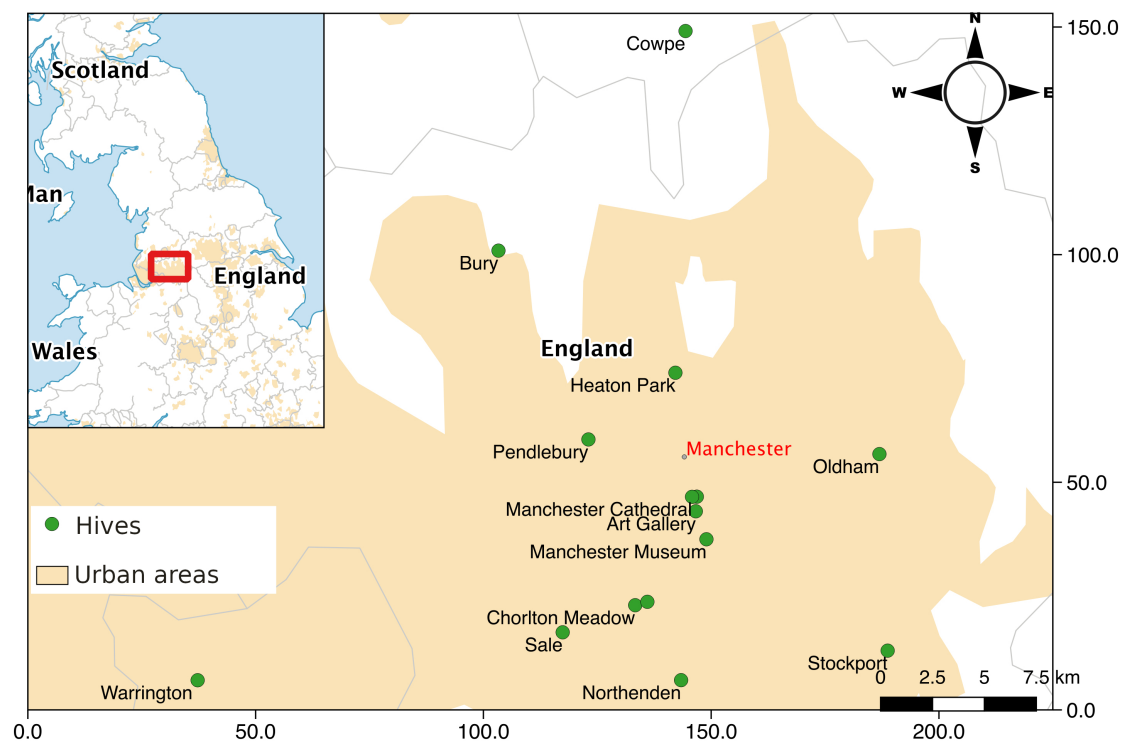 N
W E
S
Scotland
Man
England
Wales
Cowpe
Bury
England
Heaton Park
Pendlebury
Manchester
Oldham
Manchester Cathedral
Art Gallery
Manchester Museum
Chorlton Meadow
Sale
Stockport
Warrington
Northenden
Hives
Urban areas
0 2.5 5 7.5 km
150.0
100.0
50.0
0.0
0.0 50.0 100.0 150.0 200.0